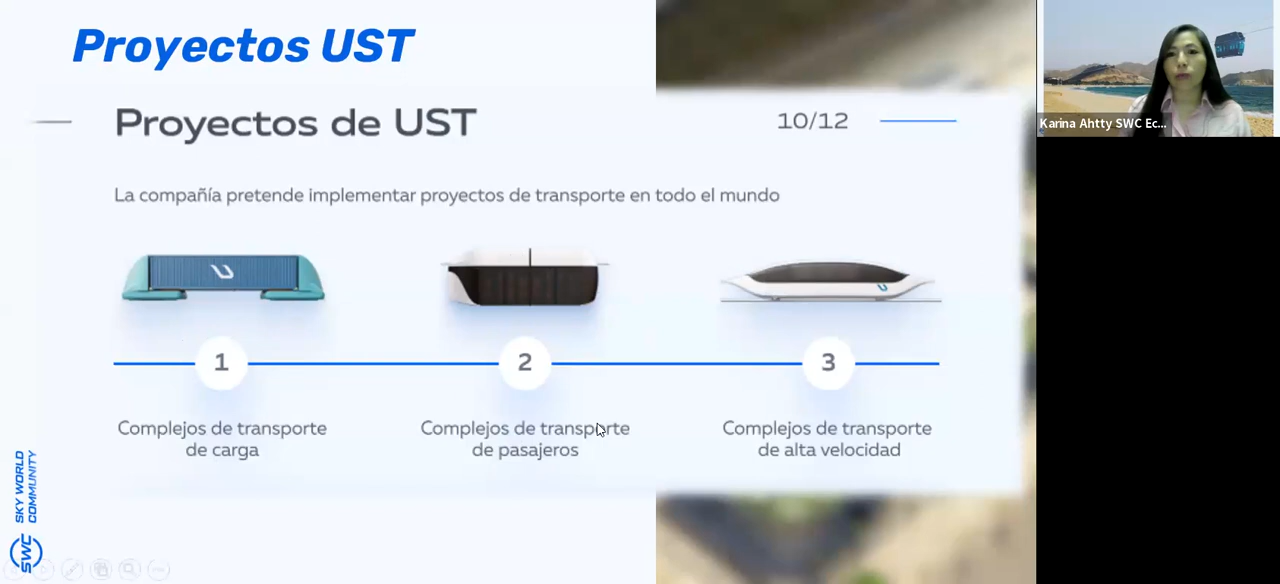 Proyectos UST
Proyectos de UST
10/12
La compañía pretende implementar proyectos de transporte en todo el mundo
1
2
3
Complejos de transporte
de carga
Complejos de transporte
de pasajeros
Complejos de transporte
de alta velocidad
SWC
SKY WORLD
COMMUNITY
Karina Ahtty SWC Ec...